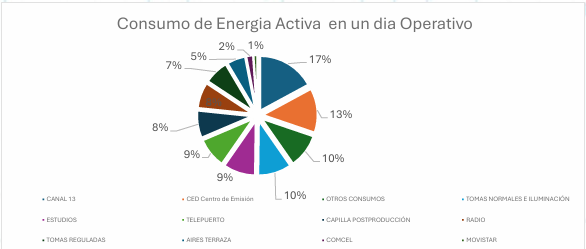 Consumo de Energia Activa en un dia Operativo
2% 1%
5% 17%
7%
13%
8%
9% 10%
9%
10%
CANAL 13 CED Centro de Emisión OTROS CONSUMOS TOMAS NORMALES E ILUMINACIÓN
ESTUDIOS TELEPUERTO CAPILLA POSTPRODUCCIÓN RADIO
TOMAS REGULADAS AIRES TERRAZA COMCEL MOVISTAR